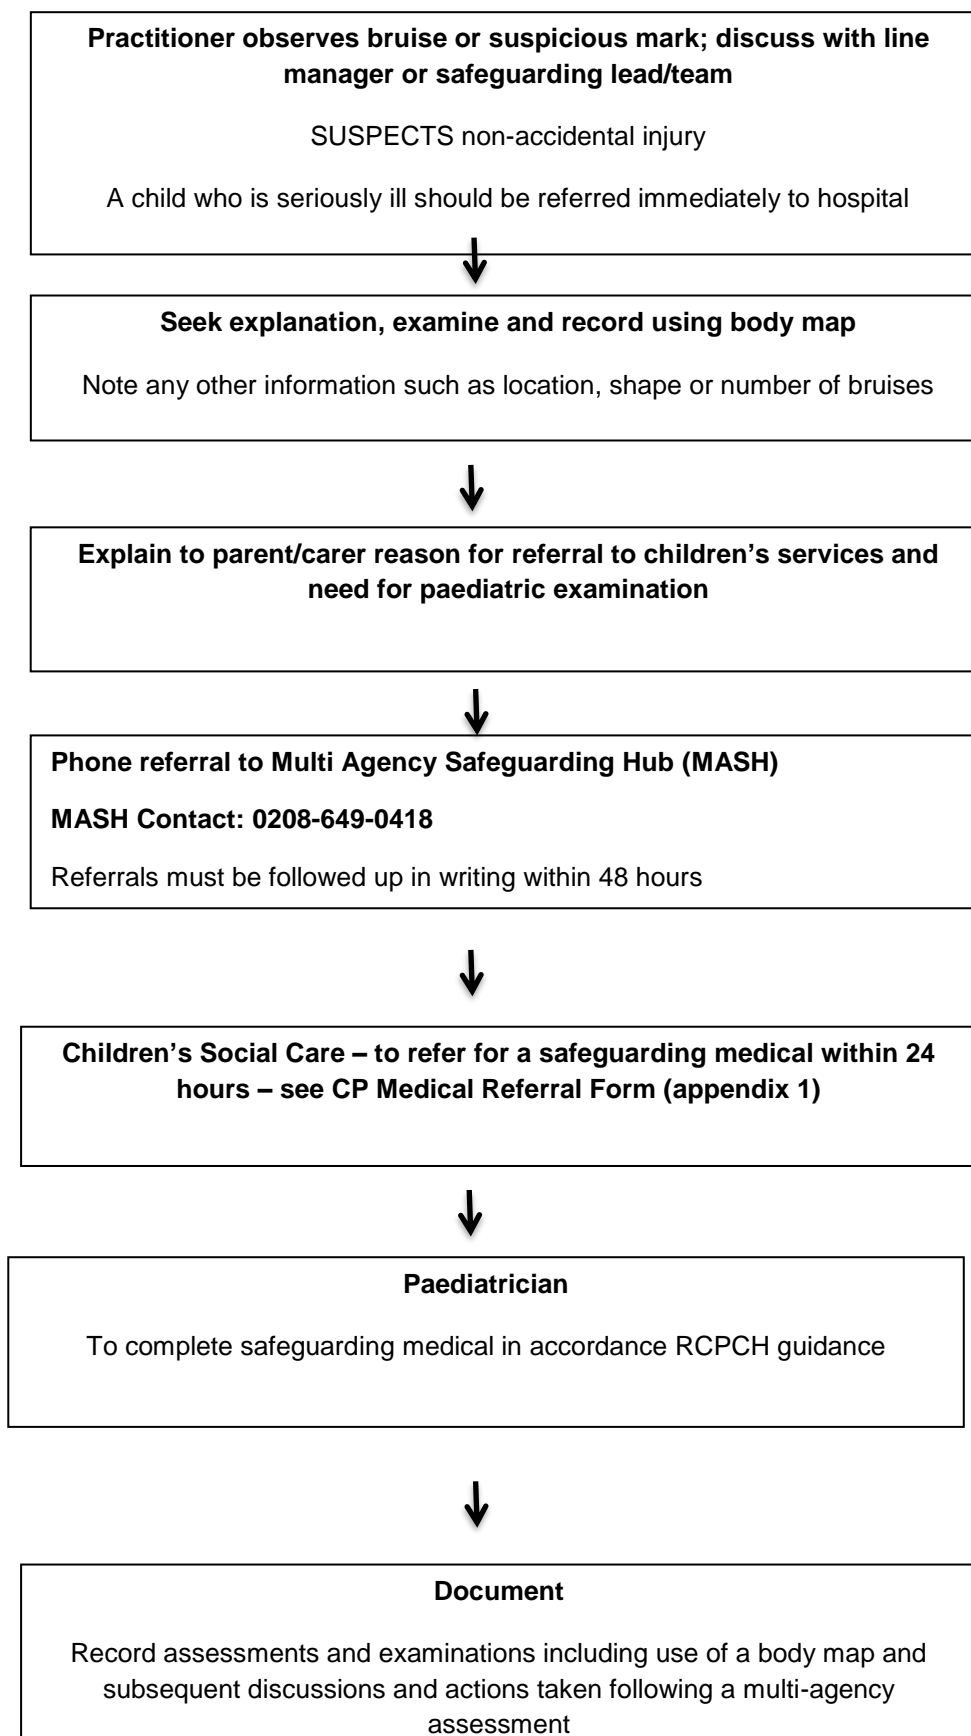 Practitioner observes bruise or suspicious mark; discuss with line
manager or safeguarding lead/team
SUSPECTS non-accidental injury
A child who is seriously ill should be referred immediately to hospital
Seek explanation, examine and record using body map
Note any other information such as location, shape or number of bruises
Explain to parent/carer reason for referral to children’s services and
need for paediatric examination
Phone referral to Multi Agency Safeguarding Hub (MASH)
MASH Contact: 0208-649-0418
Referrals must be followed up in writing within 48 hours
Children’s Social Care – to refer for a safeguarding medical within 24
hours – see CP Medical Referral Form (appendix 1)
Paediatrician
To complete safeguarding medical in accordance RCPCH guidance
Document
Record assessments and examinations including use of a body map and
subsequent discussions and actions taken following a multi-agency
assessment